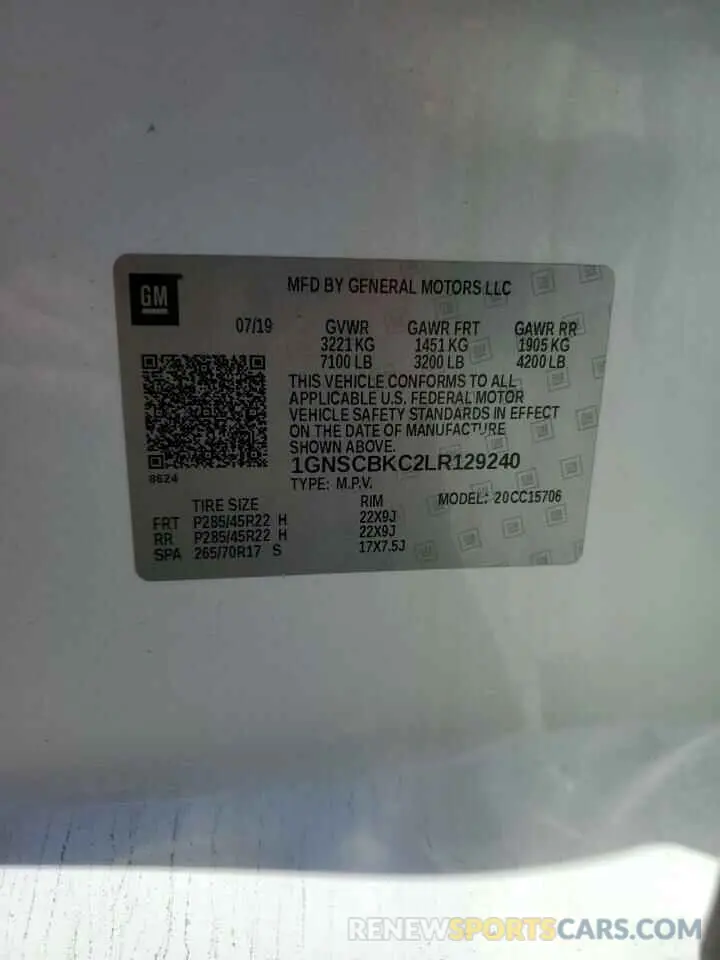 GM
MFD BY GENERAL MOTORS LLC
07/19 GVWR GAWR FRT GAWR RR
3221 KG 1451 KG 1905 KG
7100 LB 3200 LB 4200 LB
THIS VEHICLE CONFORMS TO ALL
APPLICABLE U.S. FEDERAL MOTOR
VEHICLE SAFETY STANDARDS IN EFFECT
ON THE DATE OF MANUFACTURE
SHOWN ABOVE.
1GNSCBKC2LR129240
8624
TYPE: M.P.V. MODEL: 20CC15706
TIRE SIZE RIM
FRT P285/45R22 H 22X9J
RR P285/45R22 H 22X9J
SPA 265/70R17 S 17X7.5J
RENEWSPORTSCARS.COM